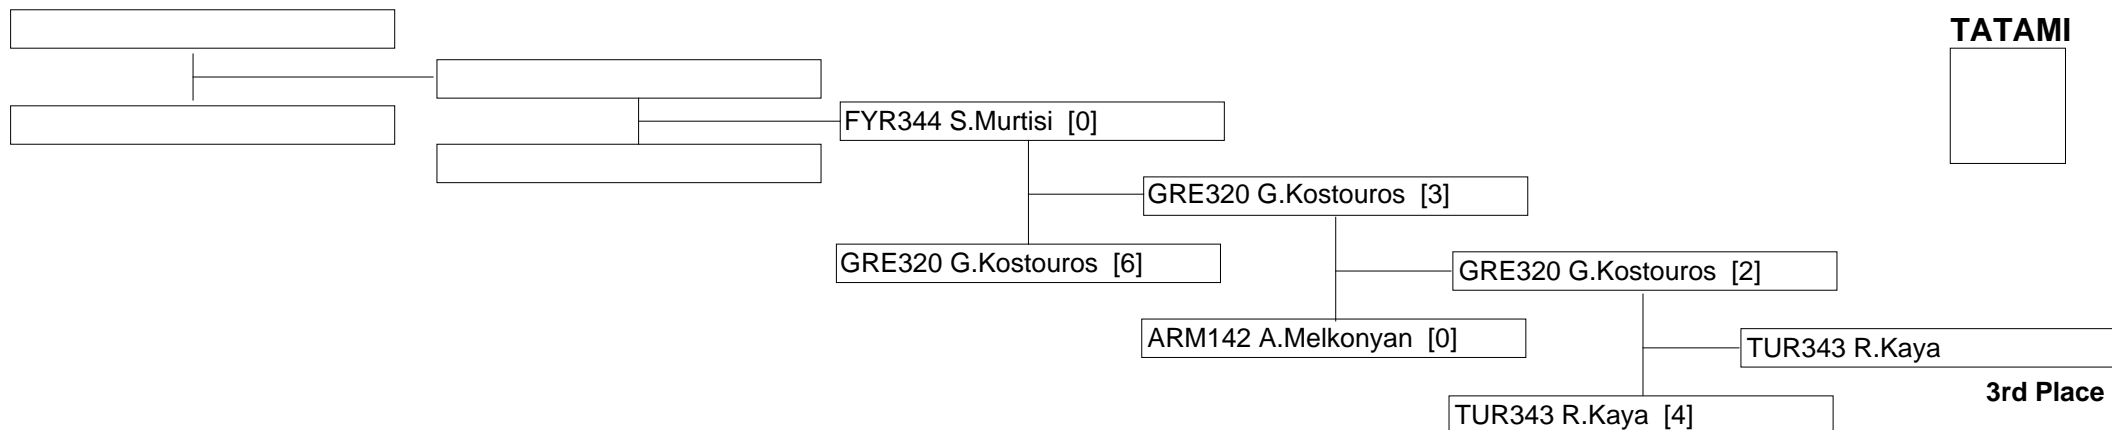 TATAMI
FYR344 S.Murtisi [0]
GRE320 G.Kostouros [3]
GRE320 G.Kostouros [6]
GRE320 G.Kostouros [2]
ARM142 A.Melkonyan [0]
TUR343 R.Kaya
3rd Place
TUR343 R.Kaya [4]